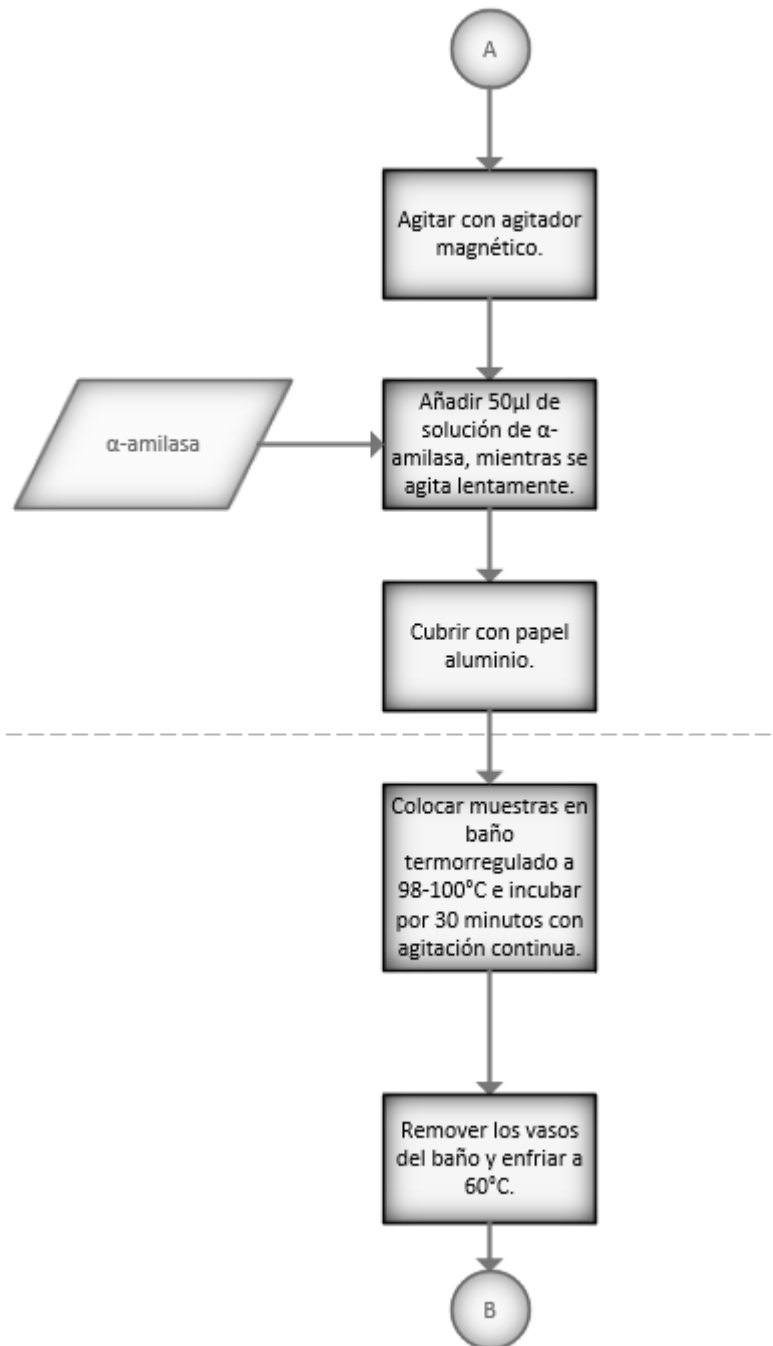 A
Agitar con agitador
magnético.
α-amilasa
Añadir 50µl de
solución de α-
amilasa, mientras se
agita lentamente.
Cubrir con papel
aluminio.
Colocar muestras en
baño
termorregulado a
98-100°C e incubar
por 30 minutos con
agitación continua.
Remover los vasos
del baño y enfriar a
60°C.
B